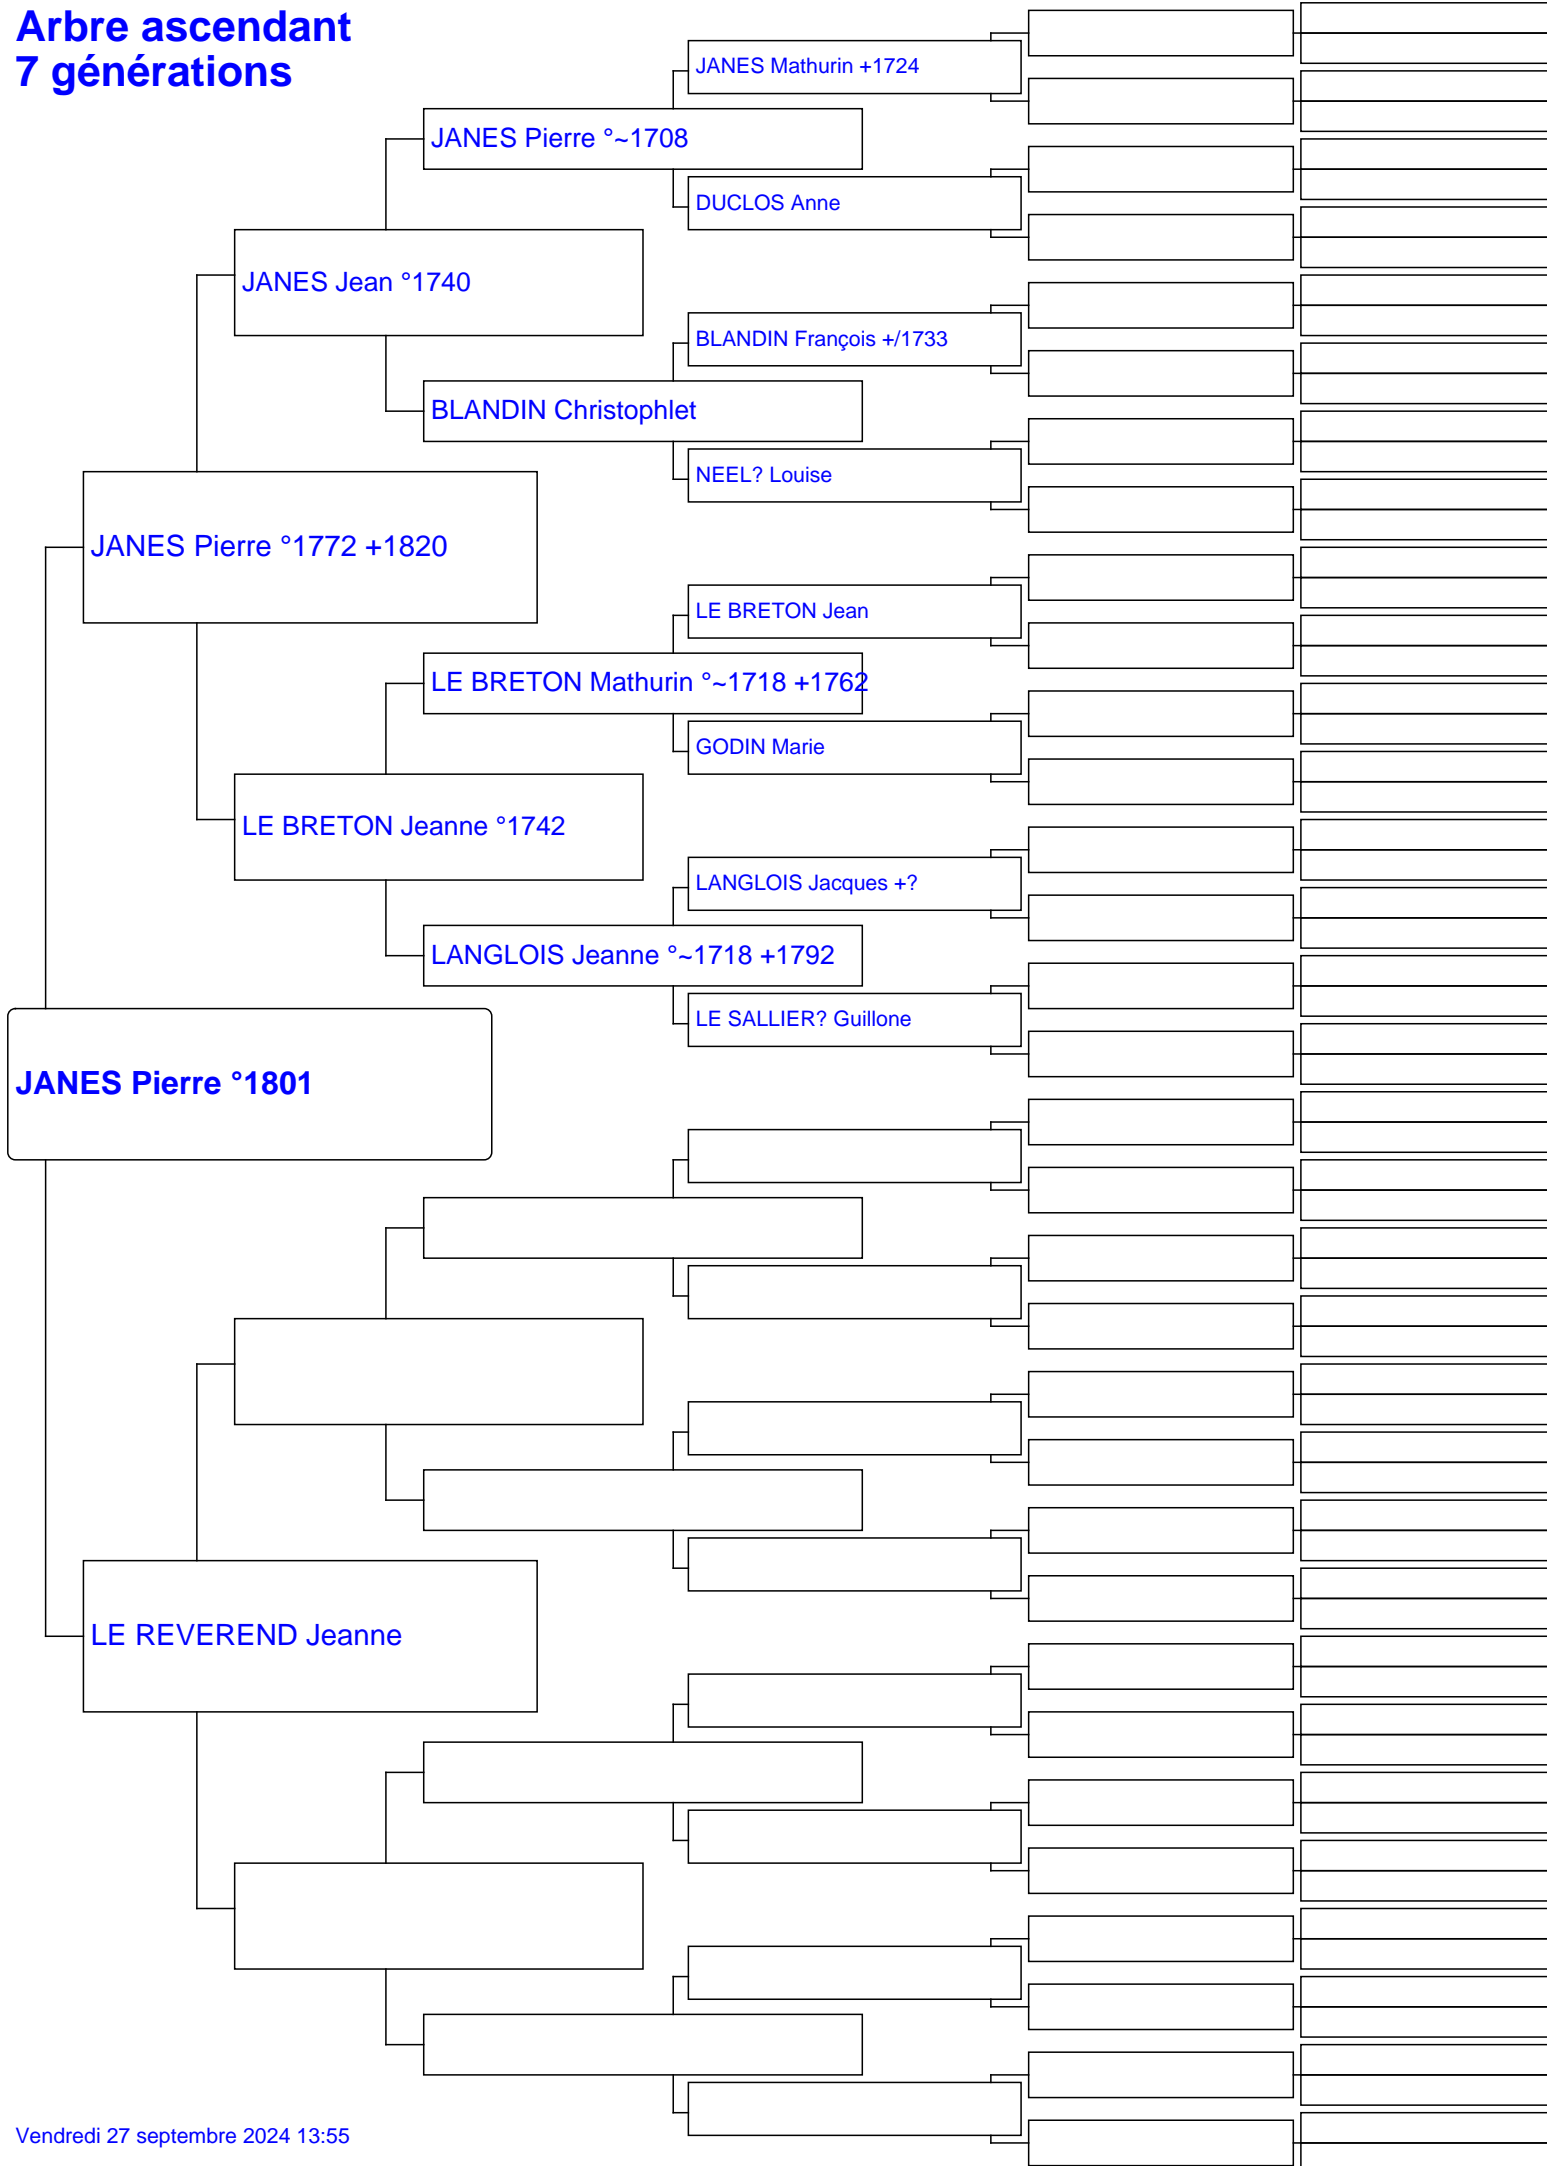 Arbre ascendant
7 générations
JANES Mathurin +1724
JANES Pierre °~1708
DUCLOS Anne
JANES Jean °1740
BLANDIN François +/1733
BLANDIN Christophlet
NEEL? Louise
JANES Pierre °1772 +1820
LE BRETON Jean
LE BRETON Mathurin °~1718 +1762
GODIN Marie
LE BRETON Jeanne °1742
LANGLOIS Jacques +?
LANGLOIS Jeanne °~1718 +1792
LE SALLIER? Guillone
JANES Pierre °1801
LE REVEREND Jeanne
Vendredi 27 septembre 2024 13:55